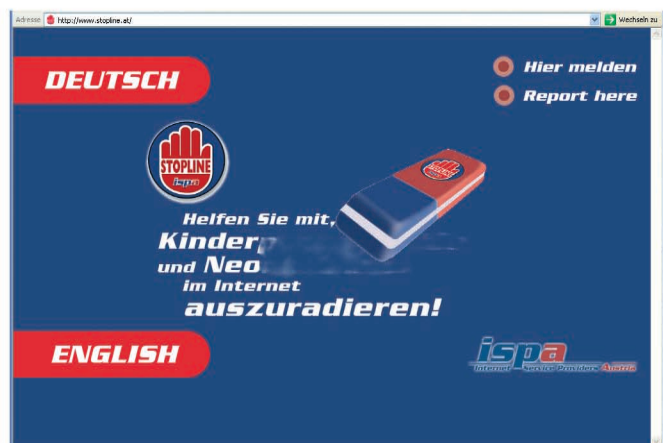 Adresse http://www.stopline.at/ Wechseln zu
DEUTSCH
Hier melden
Report here
STOPLINE
ispa
Helfen Sie mit,
Kinder
und Neo
im Internet
auszuradieren!
ENGLISH
ispa
Internet Service Providers Austria